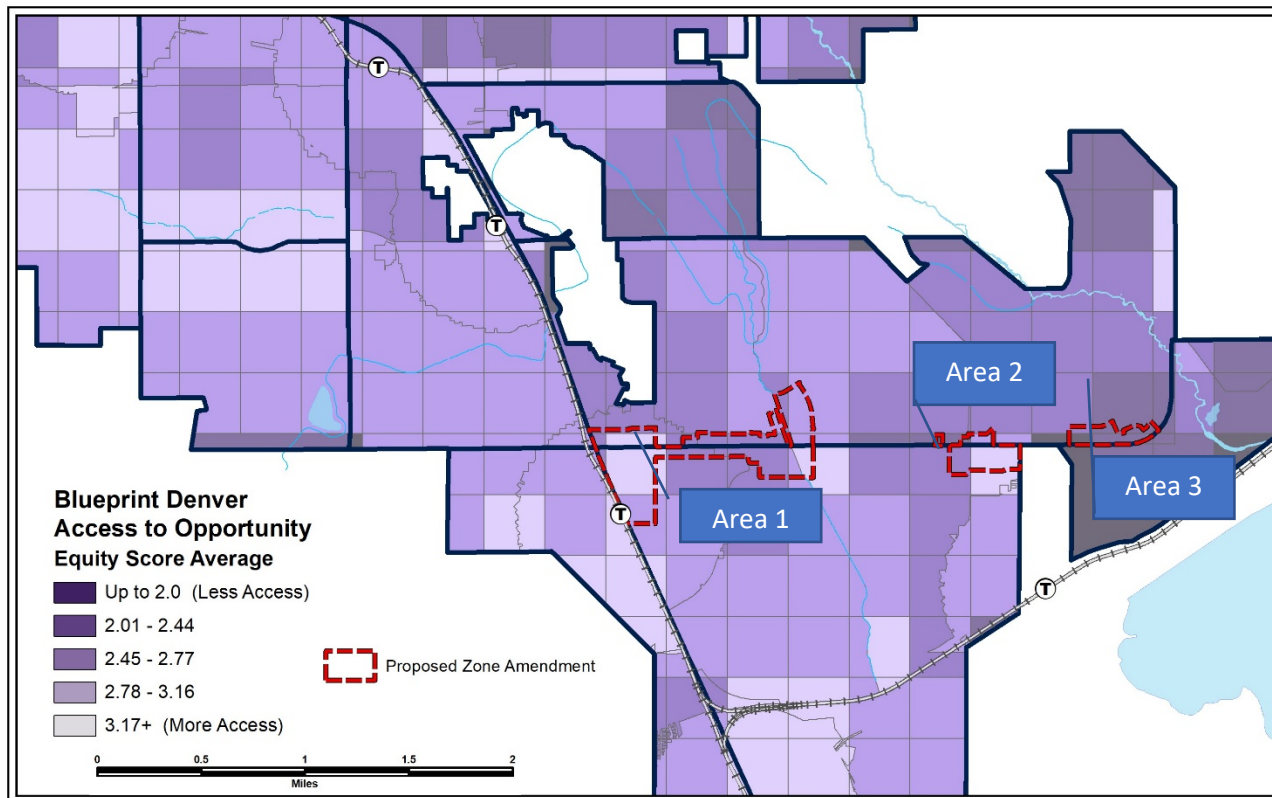 T
T
Area 2
Area 3
Area 1
T
T
Blueprint Denver
Access to Opportunity
Equity Score Average
Up to 2.0 (Less Access)
2.01 - 2.44
2.45 - 2.77
2.78 - 3.16
3.17+ (More Access)
Proposed Zone Amendment
0 0.5 1 1.5 2
Miles